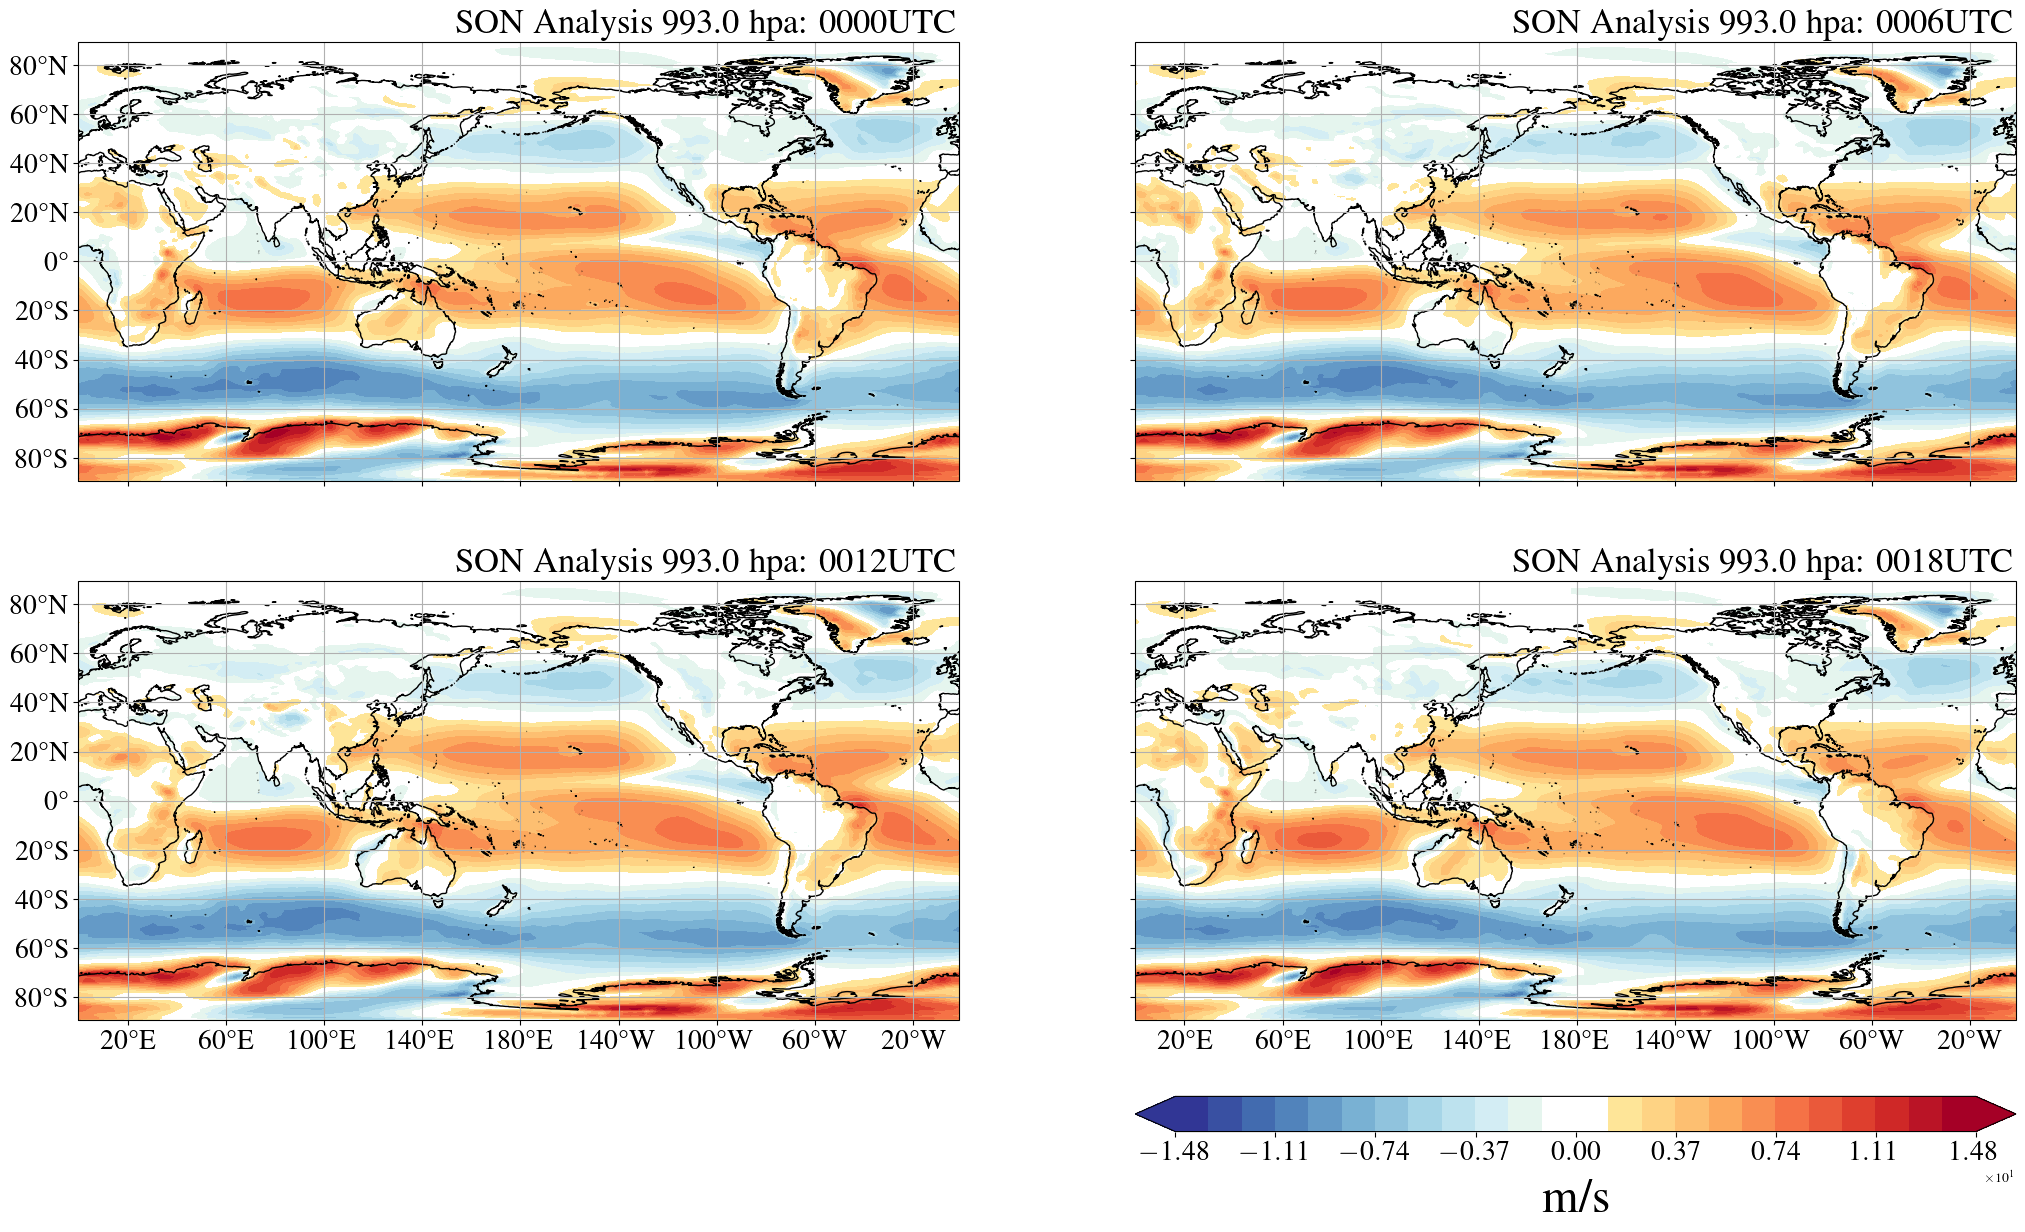 SON Analysis 993.0 hpa: 0000UTC
SON Analysis 993.0 hpa: 0006UTC
80°N
60°N
40°N
20°N
0°
20°S
40°S
60°S
80°S
SON Analysis 993.0 hpa: 0012UTC
SON Analysis 993.0 hpa: 0018UTC
80°N
60°N
40°N
20°N
0°
20°S
40°S
60°S
80°S
20°E 60°E 100°E 140°E 180°E 140°W 100°W 60°W 20°W
20°E 60°E 100°E 140°E 180°E 140°W 100°W 60°W 20°W
−1.48 −1.11 −0.74 −0.37 0.00 0.37 0.74 1.11 1.48
×10¹
m/s